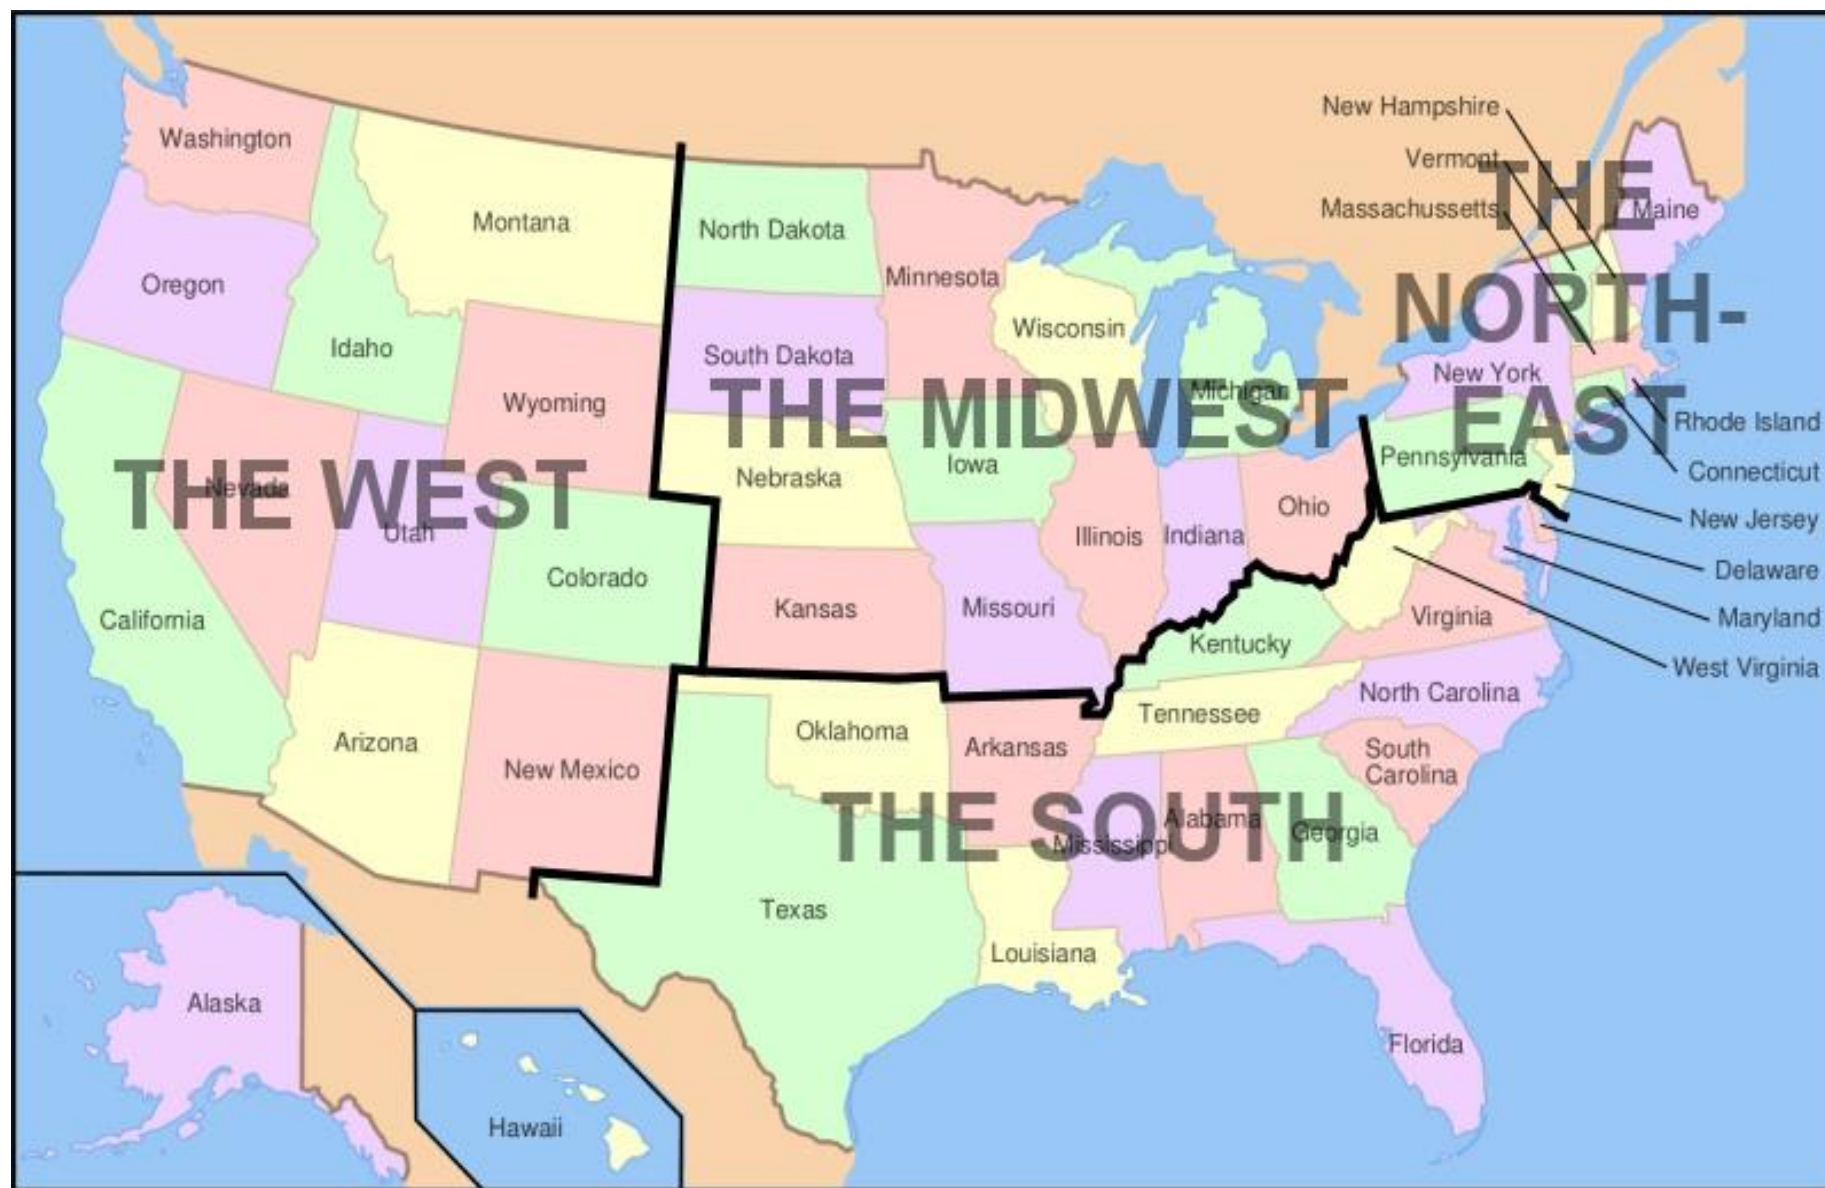 New Hampshire
Washington
Vermont
THE
Massachussetts
Maine
Montana
North Dakota
Minnesota
Oregon
NORTH-
Wisconsin
Idaho
South Dakota
New York
Wyoming
Michigan
THE MIDWEST
EAST
Rhode Island
Pennsylvania
Iowa
Connecticut
Nebraska
THE WEST
Nevada
Ohio
New Jersey
Utah
Illinois
Indiana
Delaware
Colorado
Kansas
Missouri
Virginia
Maryland
California
Kentucky
West Virginia
North Carolina
Tennessee
Oklahoma
Arizona
Arkansas
South
Carolina
New Mexico
THE SOUTH
Alabama
Georgia
Mississippi
Texas
Louisiana
Alaska
Florida
Hawaii